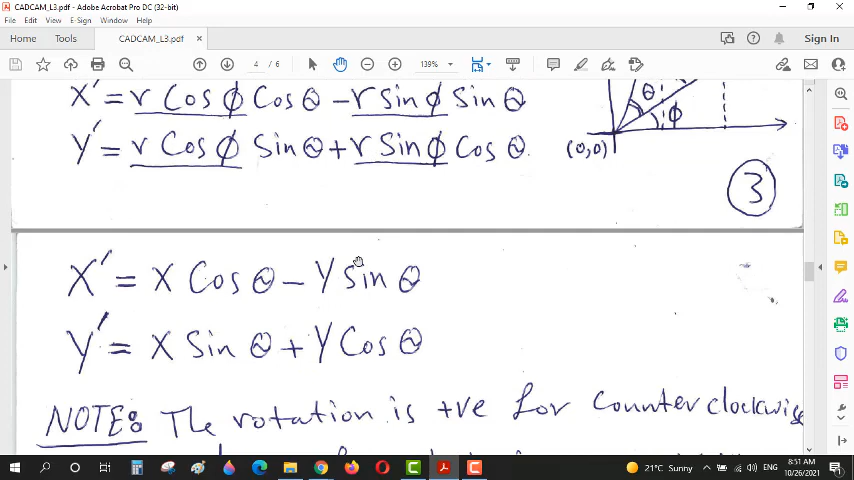 CADCAM_L3.pdf - Adobe Acrobat Pro DC (32-bit)
File Edit View E-Sign Window Help
Home Tools CADCAM_L3.pdf × Sign In
4 / 6 139%
X' = r Cos ϕ Cos θ - r Sin ϕ Sin θ
Y' = r Cos ϕ Sin θ + r Sin ϕ Cos θ
θ
ϕ
(0,0)
3
X' = X Cos θ - Y Sin θ
Y' = X Sin θ + Y Cos θ
NOTE: The rotation is +ve for counterclockwise
21°C Sunny ENG 8:51 AM
10/26/2021